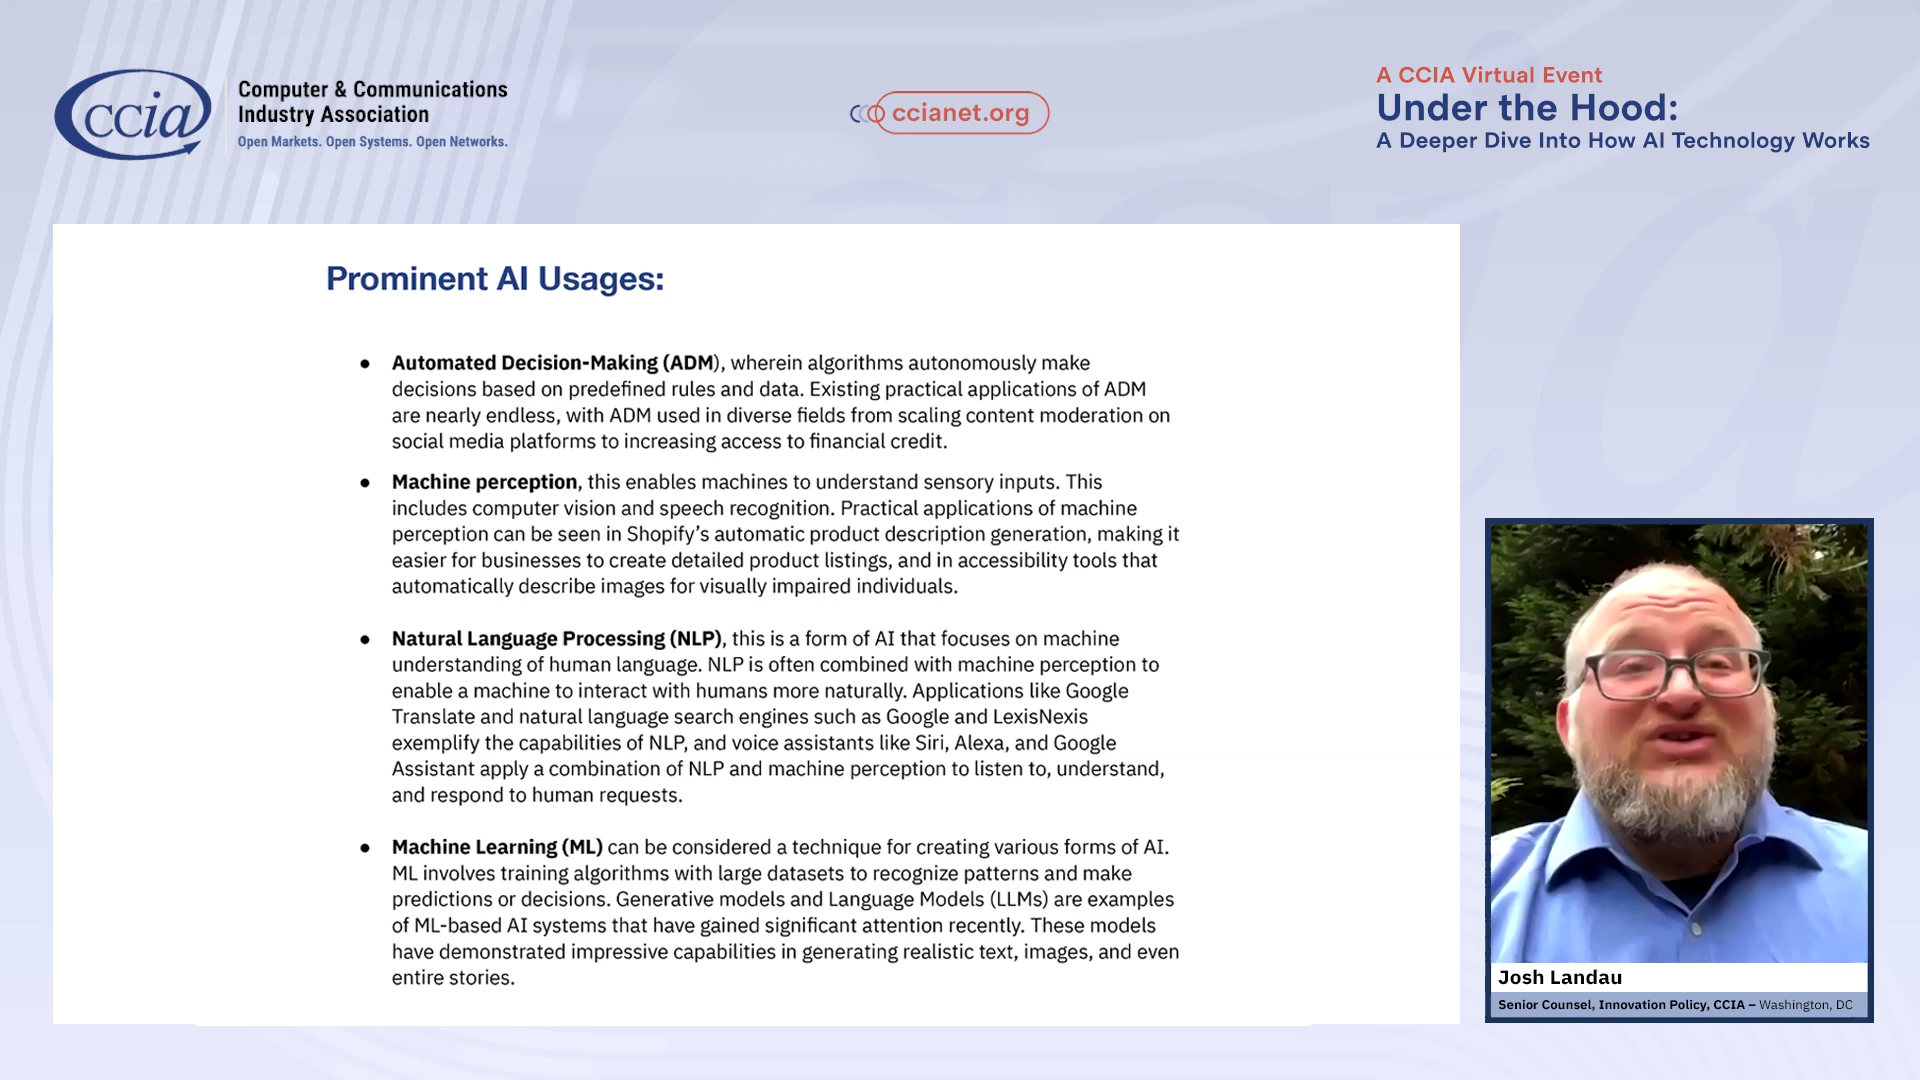 ccia
Computer & Communications
Industry Association
Open Markets. Open Systems. Open Networks.
ccianet.org
A CCIA Virtual Event
Under the Hood:
A Deeper Dive Into How AI Technology Works
Prominent AI Usages:
● Automated Decision-Making (ADM), wherein algorithms autonomously make
decisions based on predefined rules and data. Existing practical applications of ADM
are nearly endless, with ADM used in diverse fields from scaling content moderation on
social media platforms to increasing access to financial credit.
● Machine perception, this enables machines to understand sensory inputs. This
includes computer vision and speech recognition. Practical applications of machine
perception can be seen in Shopify’s automatic product description generation, making it
easier for businesses to create detailed product listings, and in accessibility tools that
automatically describe images for visually impaired individuals.
● Natural Language Processing (NLP), this is a form of AI that focuses on machine
understanding of human language. NLP is often combined with machine perception to
enable a machine to interact with humans more naturally. Applications like Google
Translate and natural language search engines such as Google and LexisNexis
exemplify the capabilities of NLP, and voice assistants like Siri, Alexa, and Google
Assistant apply a combination of NLP and machine perception to listen to, understand,
and respond to human requests.
● Machine Learning (ML) can be considered a technique for creating various forms of AI.
ML involves training algorithms with large datasets to recognize patterns and make
predictions or decisions. Generative models and Language Models (LLMs) are examples
of ML-based AI systems that have gained significant attention recently. These models
have demonstrated impressive capabilities in generating realistic text, images, and even
entire stories.
Josh Landau
Senior Counsel, Innovation Policy, CCIA – Washington, DC